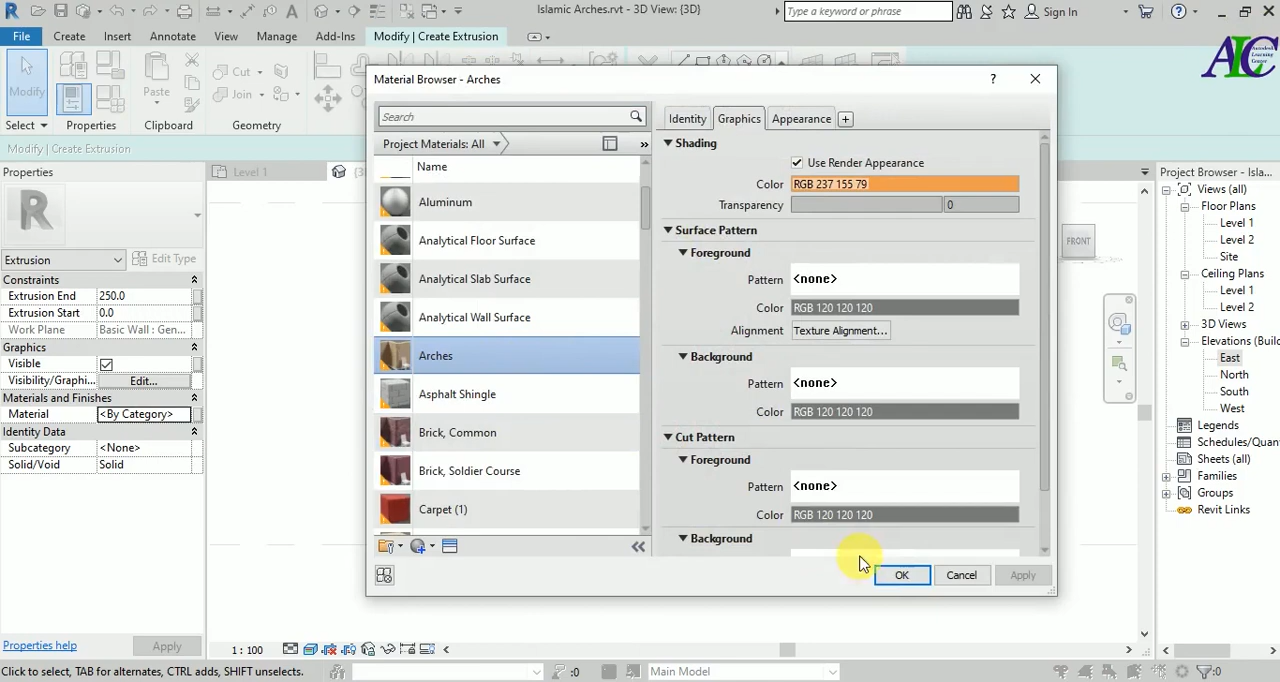 Islamic Arches.rvt - 3D View: {3D}
Type a keyword or phrase
Sign In
File
Create
Insert
Annotate
View
Manage
Add-Ins
Modify | Create Extrusion
ALC
Autodesk Learning Center
Modify
Paste
Cut
Join
Select
Properties
Clipboard
Geometry
Modify | Create Extrusion
Properties
Extrusion
Edit Type
Constraints
Extrusion End 250.0
Extrusion Start 0.0
Work Plane Basic Wall : Gen...
Graphics
Visible
Visibility/Graphi... Edit...
Materials and Finishes
Material <By Category>
Identity Data
Subcategory <None>
Solid/Void Solid
Properties help
Apply
Level 1
Material Browser - Arches
?
Search
Project Materials: All
Name
Aluminum
Analytical Floor Surface
Analytical Slab Surface
Analytical Wall Surface
Arches
Asphalt Shingle
Brick, Common
Brick, Soldier Course
Carpet (1)
Identity
Graphics
Appearance
Shading
Use Render Appearance
Color RGB 237 155 79
Transparency 0
Surface Pattern
Foreground
Pattern <none>
Color RGB 120 120 120
Alignment Texture Alignment...
Background
Pattern <none>
Color RGB 120 120 120
Cut Pattern
Foreground
Pattern <none>
Color RGB 120 120 120
Background
OK
Cancel
Apply
FRONT
Project Browser - Isla...
Views (all)
Floor Plans
Level 1
Level 2
Site
Ceiling Plans
Level 1
Level 2
3D Views
Elevations (Build
East
North
South
West
Legends
Schedules/Quant
Sheets (all)
Families
Groups
Revit Links
1 : 100
Click to select, TAB for alternates, CTRL adds, SHIFT unselects.
:0
Main Model
:0